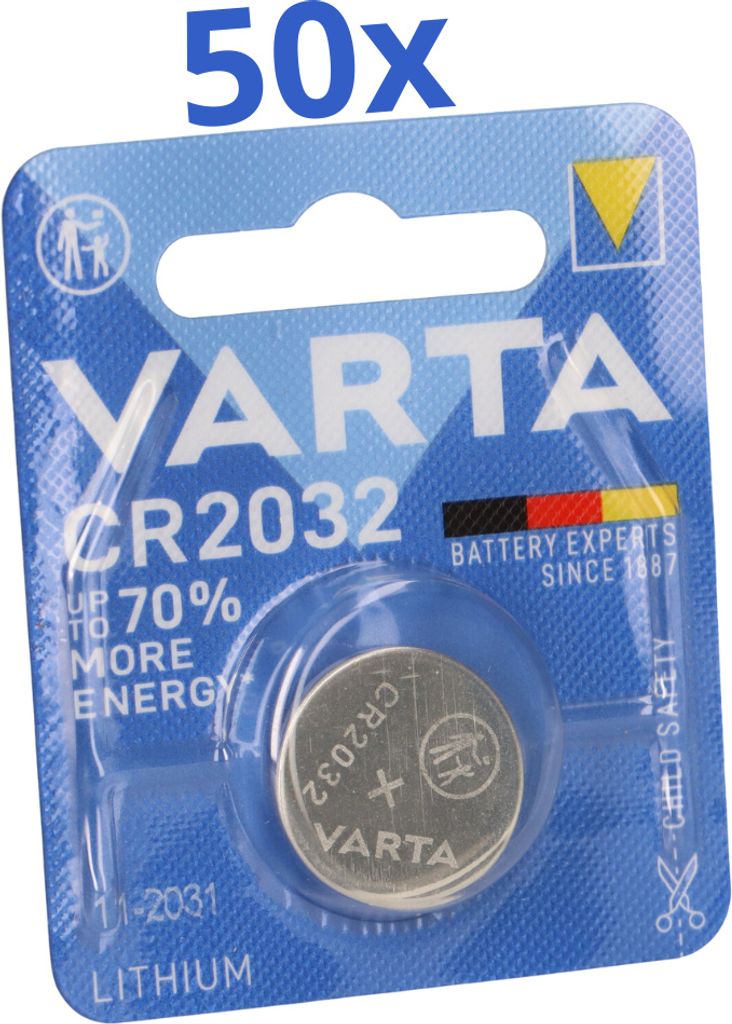 50x
VARTA
CR2032
BATTERY EXPERTS
SINCE 1887
UP TO 70%
MORE
ENERGY*
CHILD SAFETY
CR2032
+
VARTA
11-2031
LITHIUM